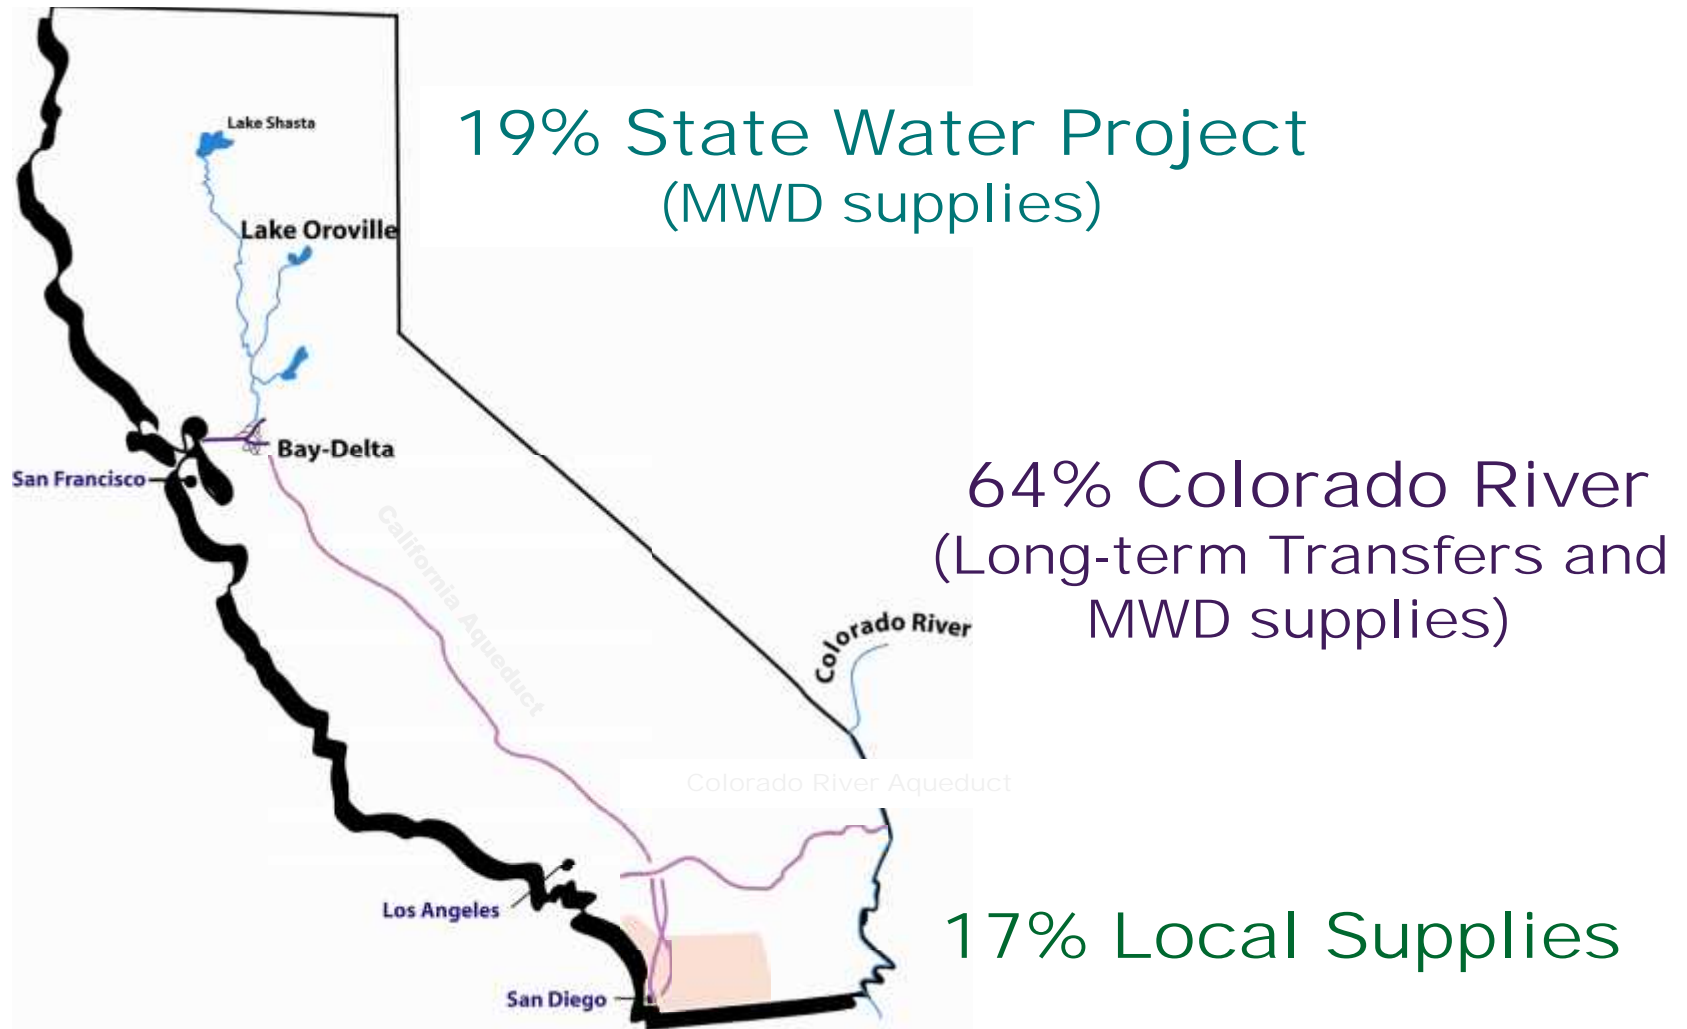 Lake Shasta
19% State Water Project
(MWD supplies)
Lake Oroville
Bay-Delta
San Francisco
California Aqueduct
64% Colorado River
(Long-term Transfers and
MWD supplies)
Colorado River
Colorado River Aqueduct
Los Angeles
17% Local Supplies
San Diego